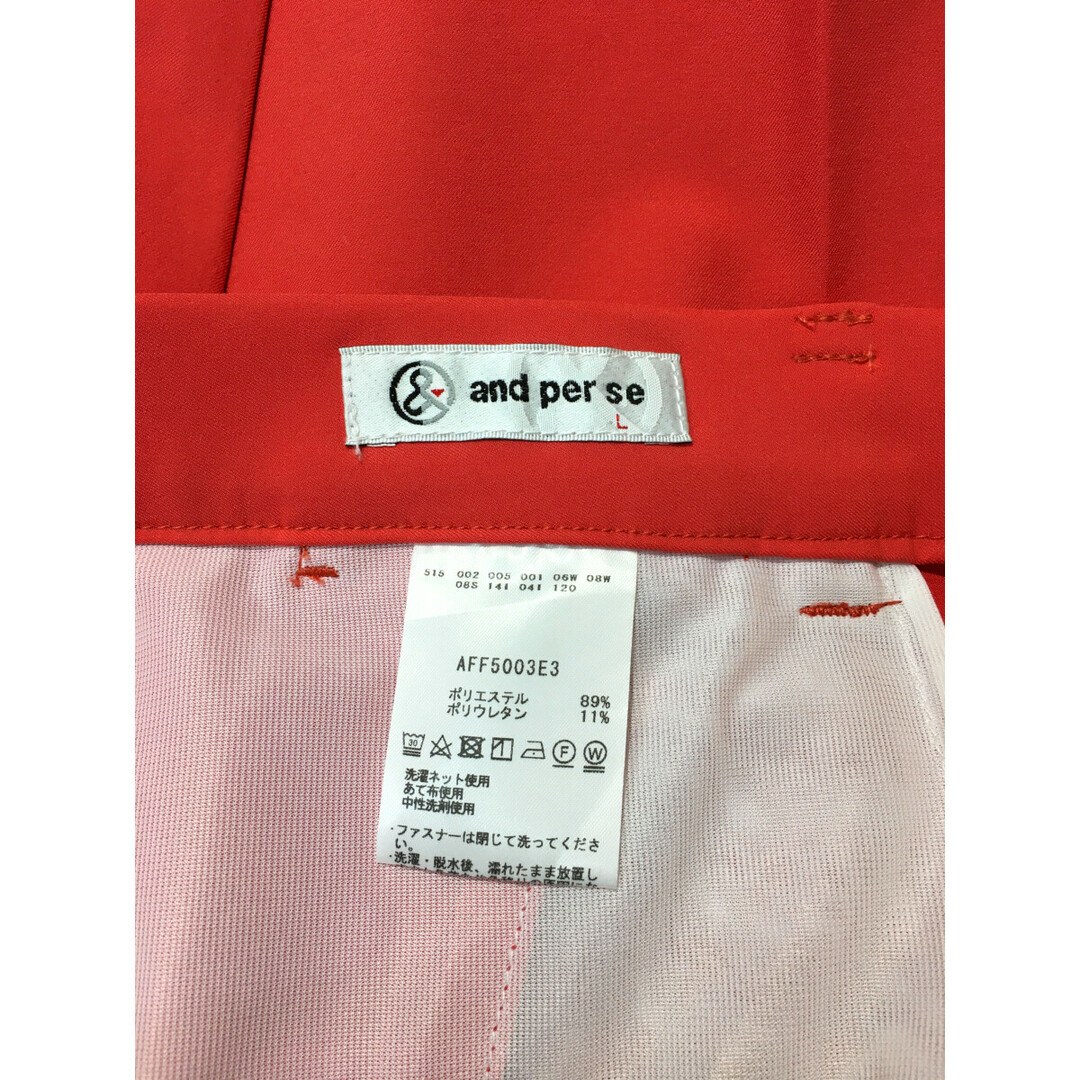 & and per se
L
515 002 005 001 06W 08W
08S 141 041 120
AFF5003E3
ポリエステル 89%
ポリウレタン 11%
30 F W
洗濯ネット使用
あて布使用
中性洗剤使用
・ファスナーは閉じて洗ってくださ
い。
・洗濯・脱水後、濡れたまま放置し